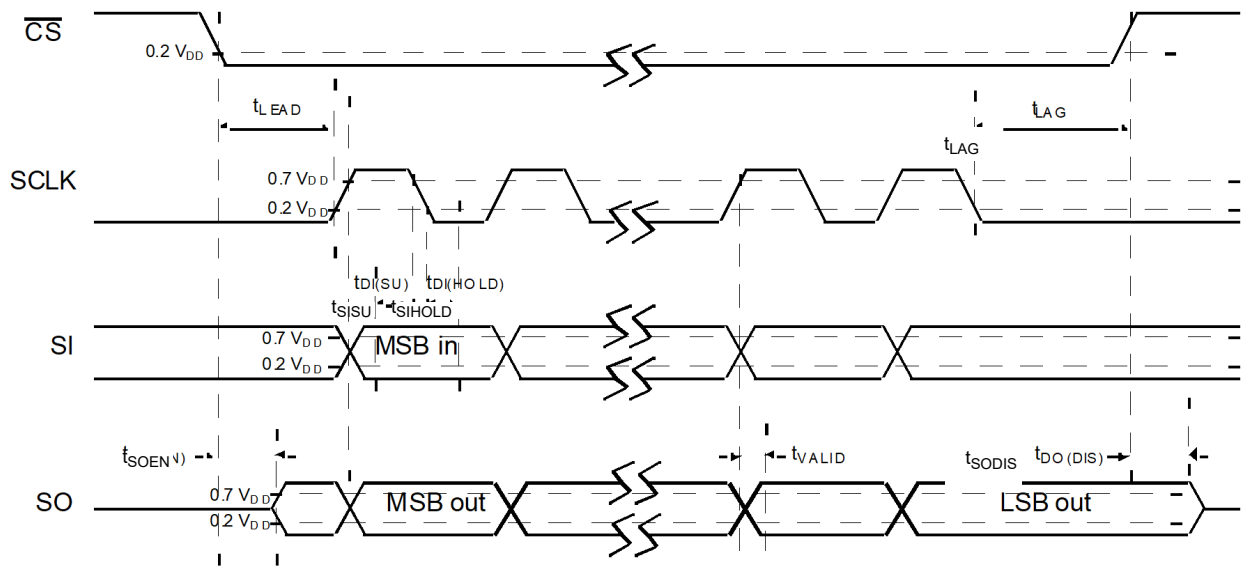 CS
0.2 VDD
tLEAD
tLAG
tLAG
SCLK
0.7 VDD
0.2 VDD
tDI(SU)
tDI(HOLD)
tSISU
tSIHOLD
SI
0.7 VDD
0.2 VDD
MSB in
tVALID
tSODIS
tDO(DIS)
SO
0.7 VDD
0.2 VDD
MSB out
LSB out